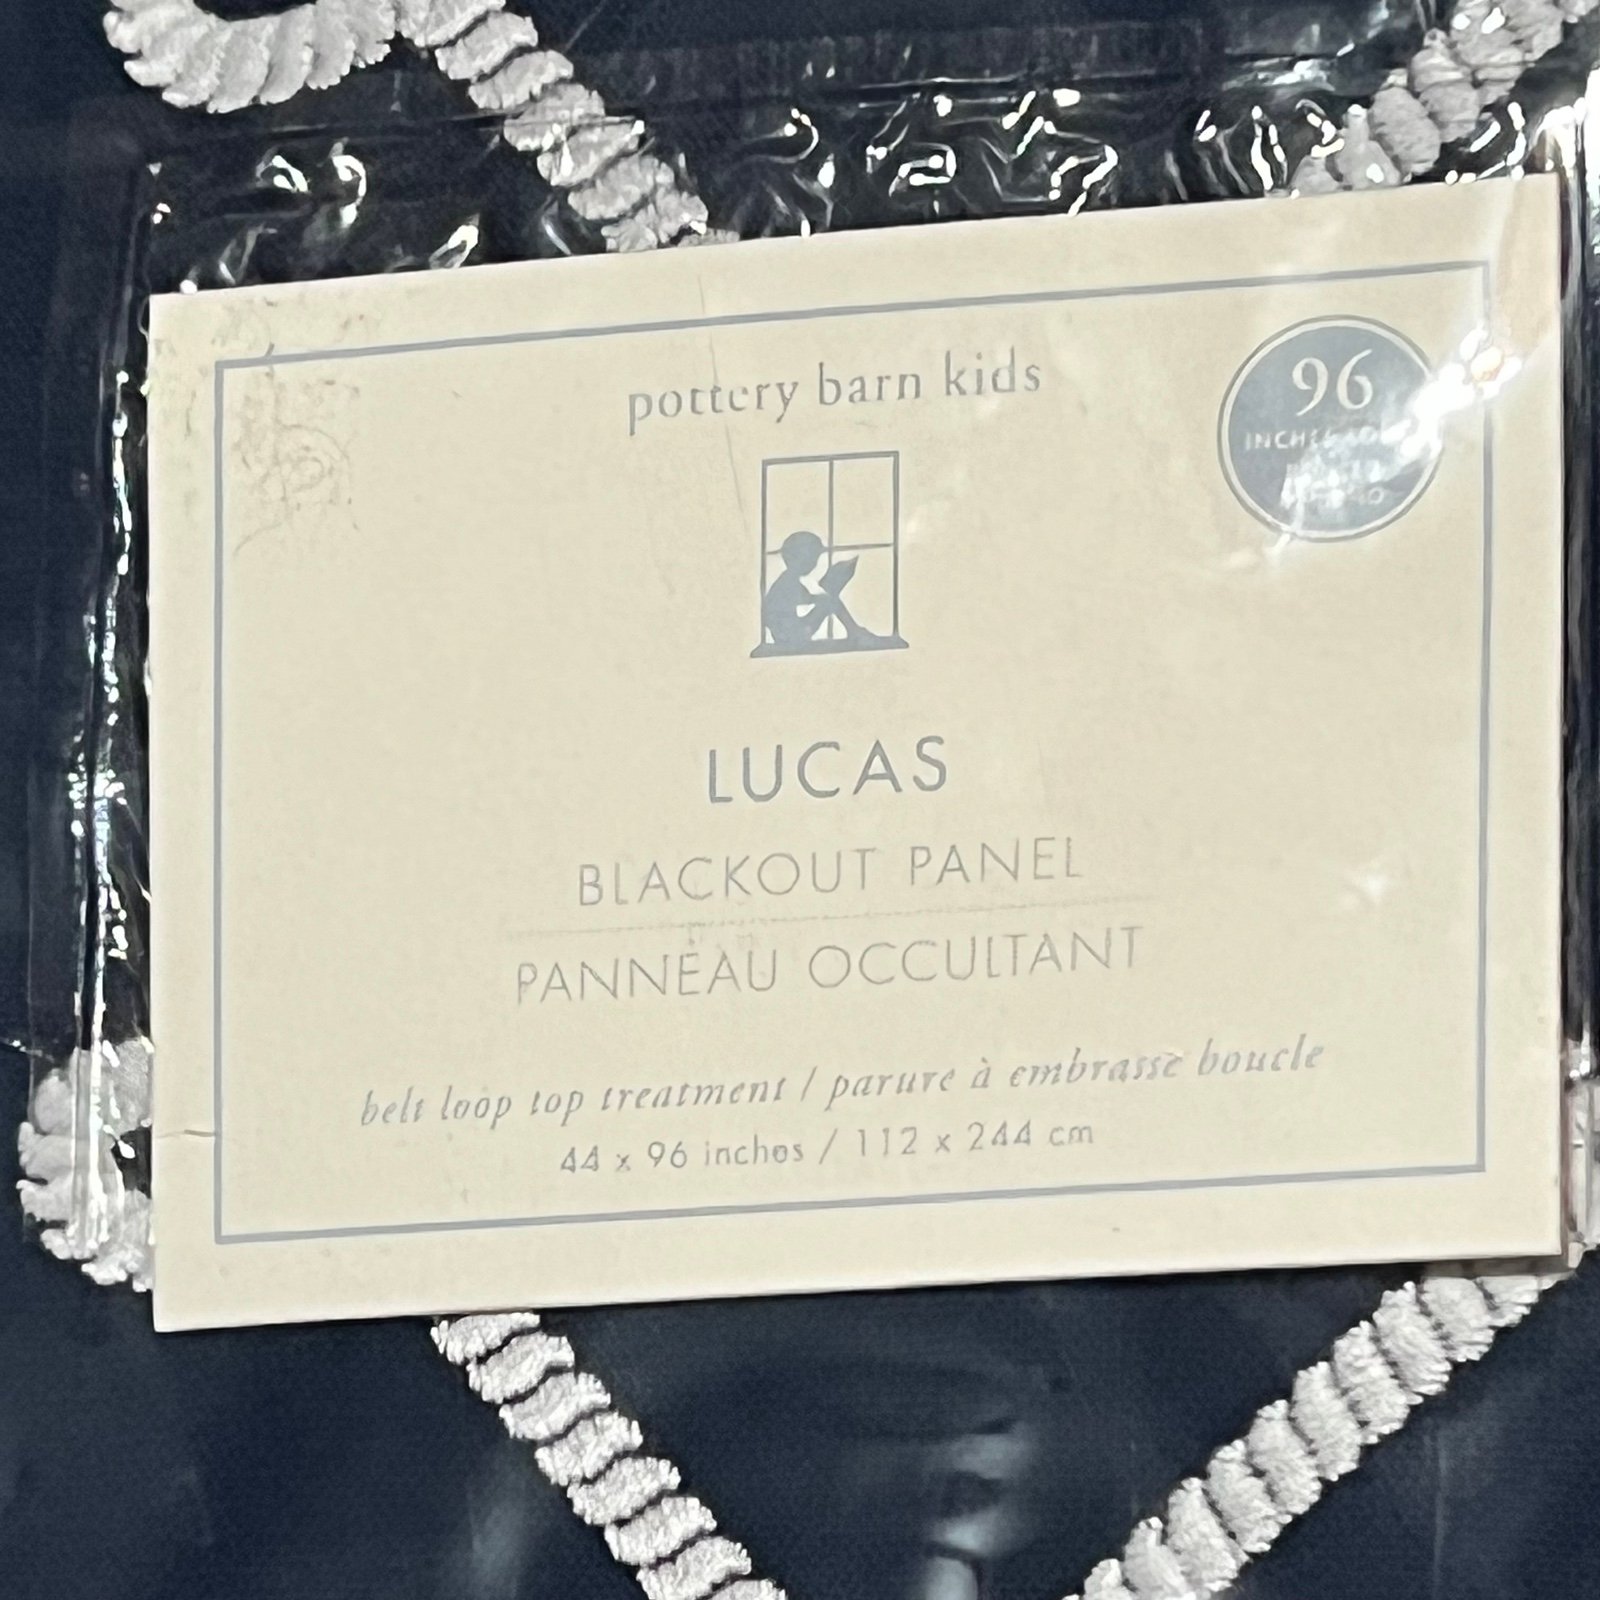 pottery barn kids
96
INCHES
LUCAS
BLACKOUT PANEL
PANNEAU OCCULTANT
belt loop top treatment / parure à embrasse boucle
44 x 96 inches / 112 x 244 cm